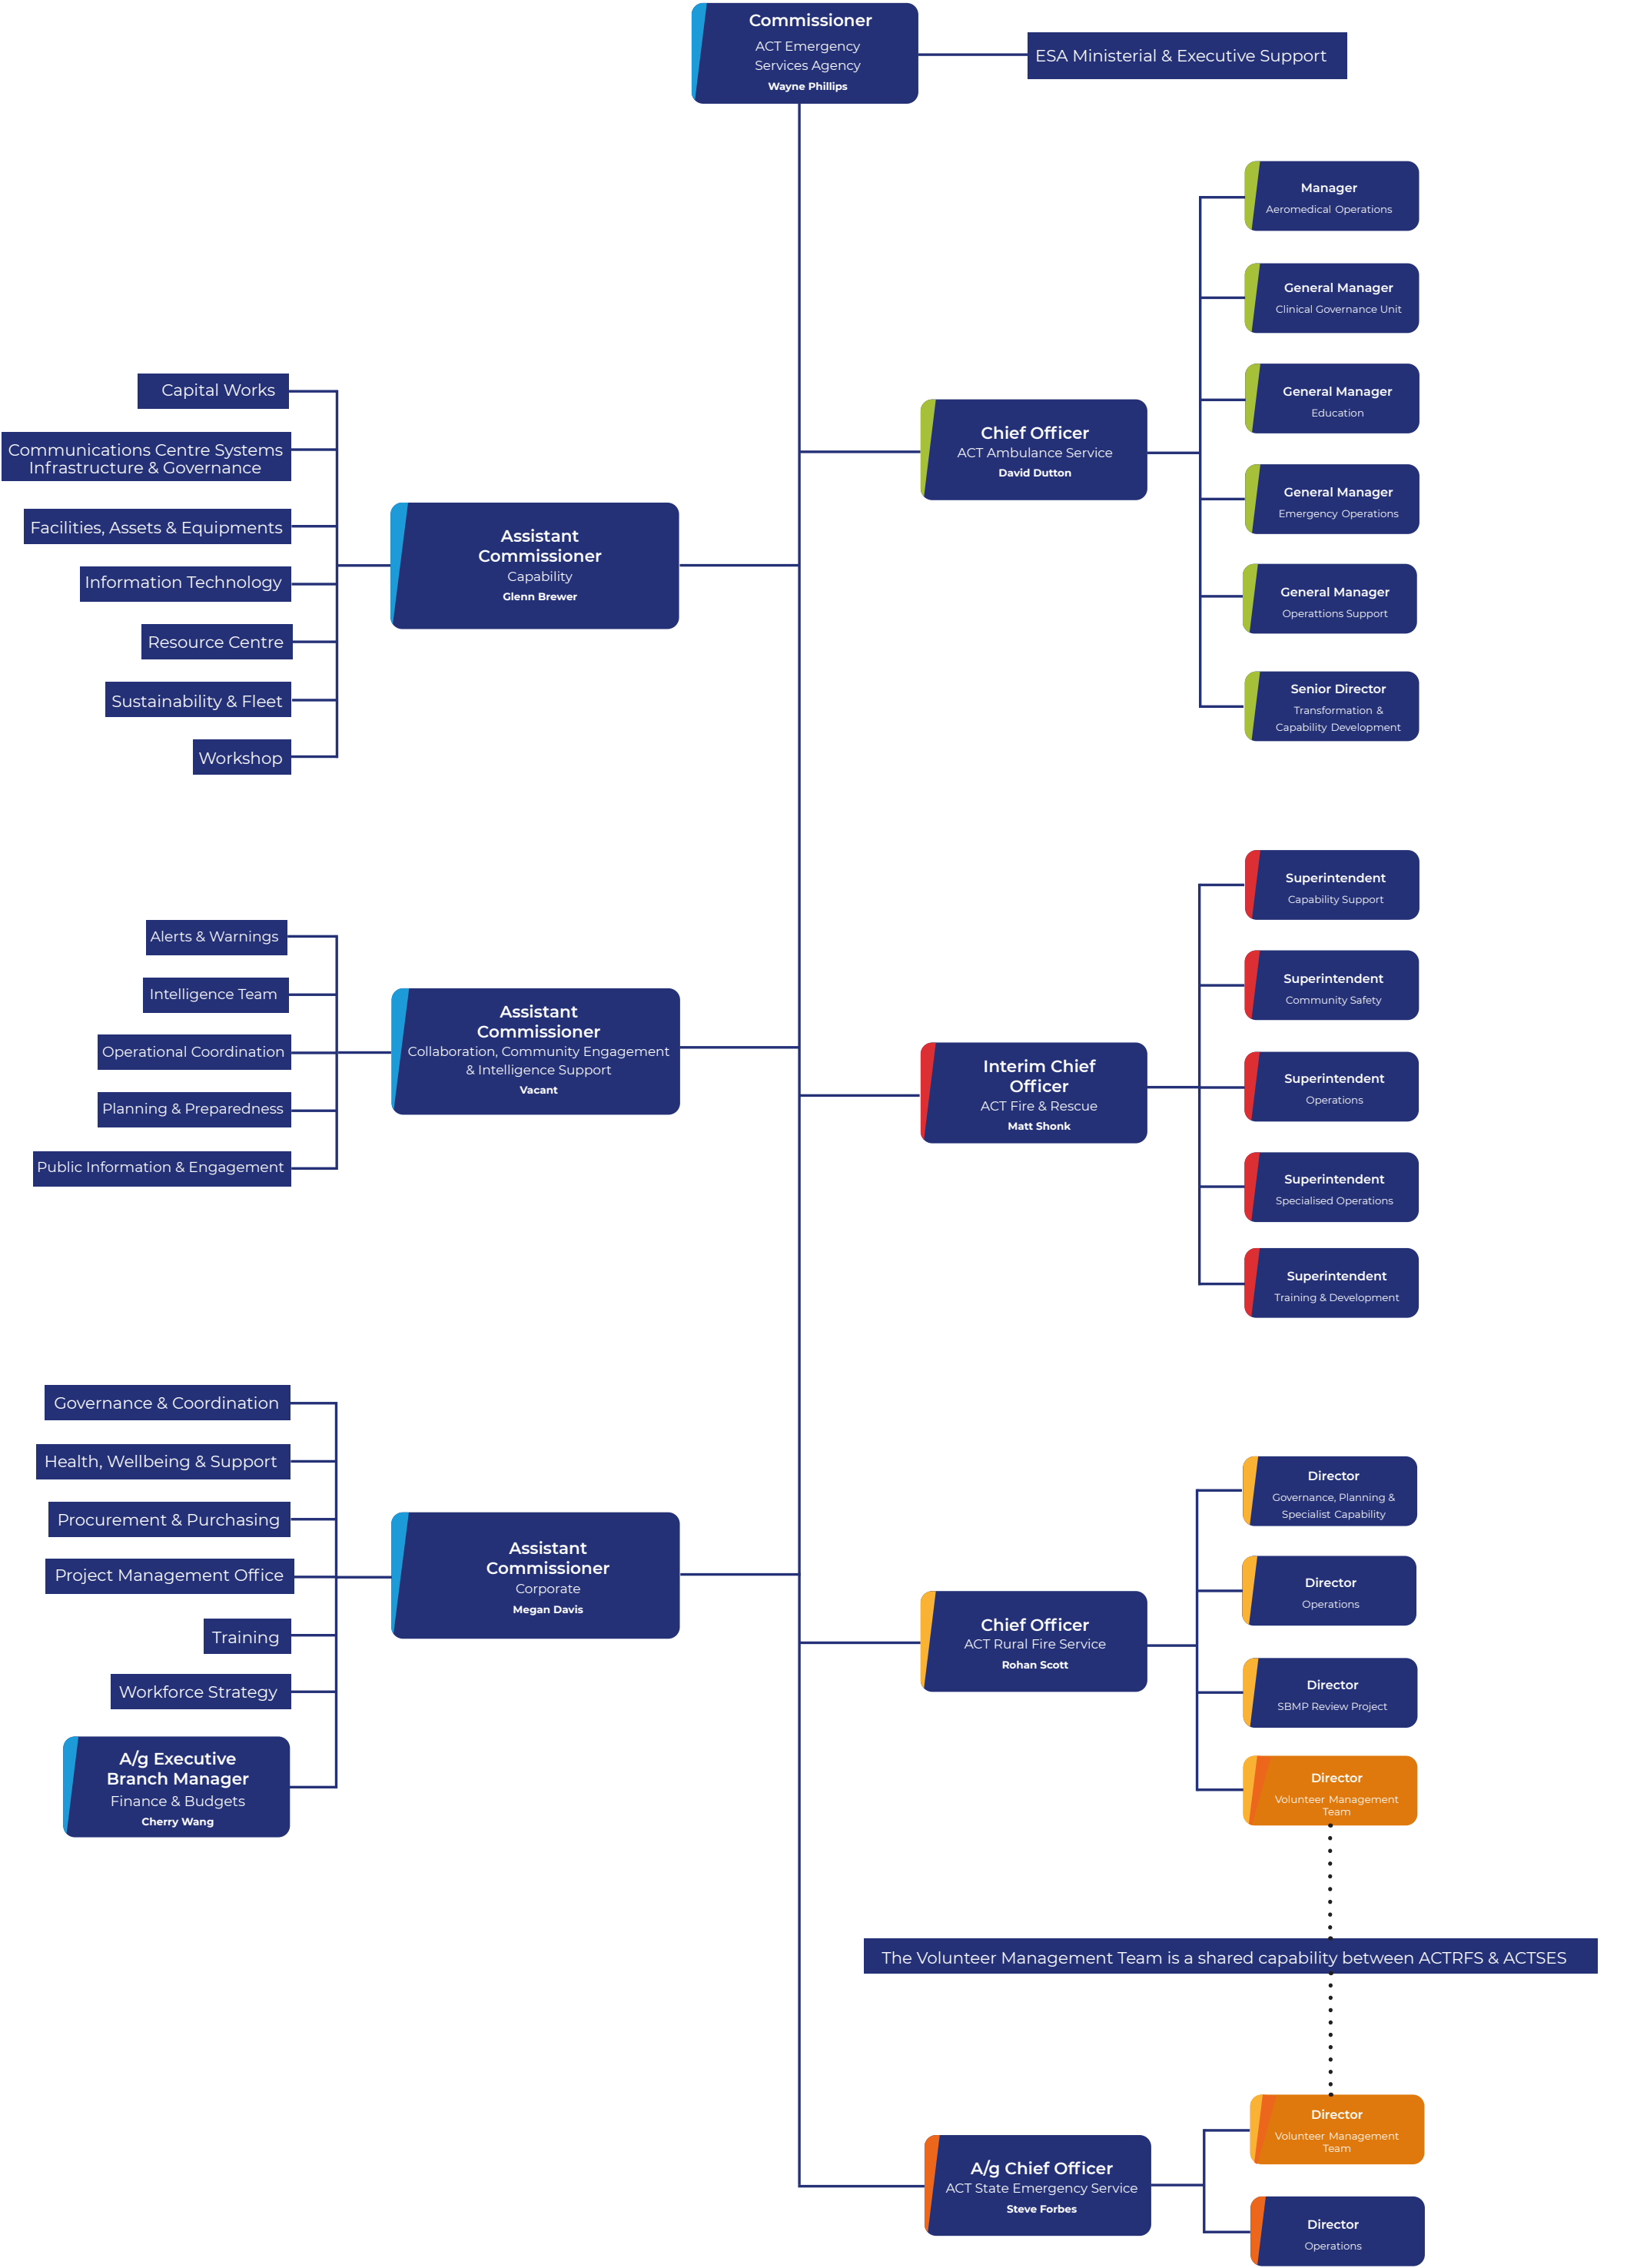 Commissioner
ACT Emergency
Services Agency
Wayne Phillips
ESA Ministerial & Executive Support
Capital Works
Communications Centre Systems
Infrastructure & Governance
Facilities, Assets & Equipments
Information Technology
Resource Centre
Sustainability & Fleet
Workshop
Assistant
Commissioner
Capability
Glenn Brewer
Chief Officer
ACT Ambulance Service
David Dutton
Manager
Aeromedical Operations
General Manager
Clinical Governance Unit
General Manager
Education
General Manager
Emergency Operations
General Manager
Operattions Support
Senior Director
Transformation &
Capability Development
Alerts & Warnings
Intelligence Team
Operational Coordination
Planning & Preparedness
Public Information & Engagement
Assistant
Commissioner
Collaboration, Community Engagement
& Intelligence Support
Vacant
Interim Chief
Officer
ACT Fire & Rescue
Matt Shonk
Superintendent
Capability Support
Superintendent
Community Safety
Superintendent
Operations
Superintendent
Specialised Operations
Superintendent
Training & Development
Governance & Coordination
Health, Wellbeing & Support
Procurement & Purchasing
Project Management Office
Training
Workforce Strategy
A/g Executive
Branch Manager
Finance & Budgets
Cherry Wang
Assistant
Commissioner
Corporate
Megan Davis
Chief Officer
ACT Rural Fire Service
Rohan Scott
Director
Governance, Planning &
Specialist Capability
Director
Operations
Director
SBMP Review Project
Director
Volunteer Management
Team
The Volunteer Management Team is a shared capability between ACTRFS & ACTSES
A/g Chief Officer
ACT State Emergency Service
Steve Forbes
Director
Volunteer Management
Team
Director
Operations